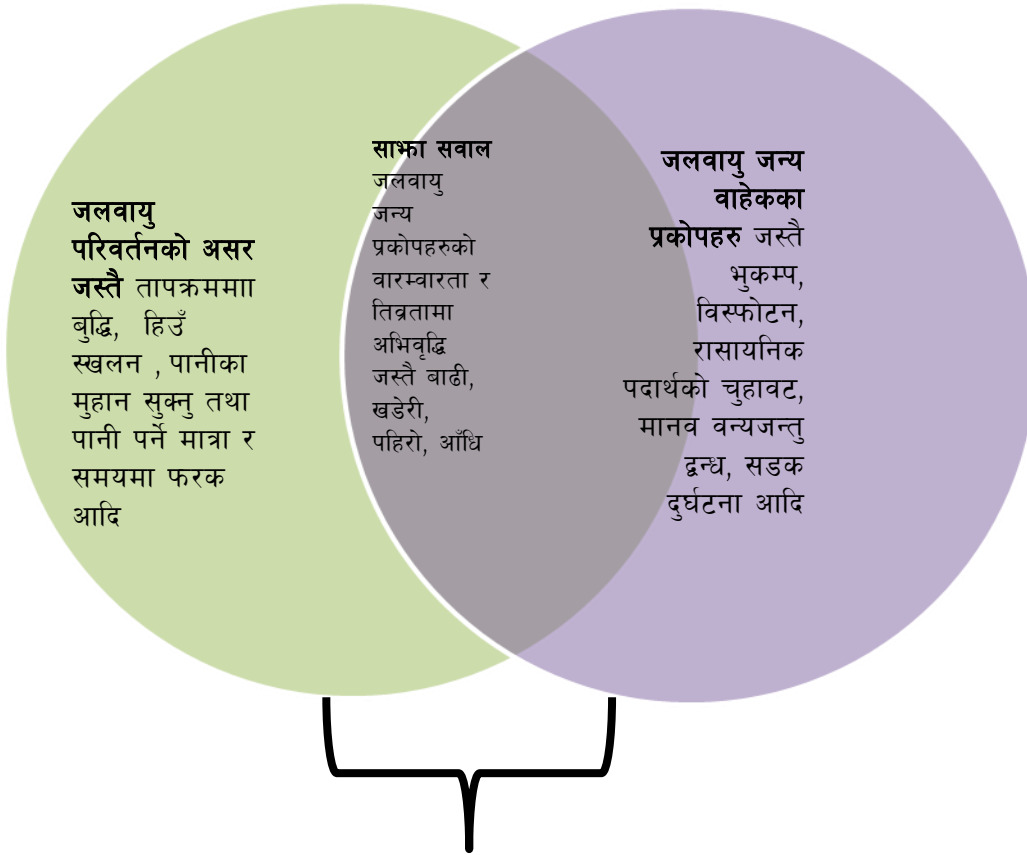 जलवायु
परिवर्तनको असर
जस्तै तापक्रममाा
बुद्धि, हिउँ
स्खलन , पानीका
मुहान सुक्नु तथा
पानी पर्ने मात्रा र
समयमा फरक
आदि
साझा सवाल
जलवायु
जन्य
प्रकोपहरुको
वारम्वारता र
तिब्रतामा
अभिवृद्धि
जस्तै बाढी,
खडेरी,
पहिरो, आँधि
जलवायु जन्य
वाहेकका
प्रकोपहरु जस्तै
भुकम्प,
विस्फोटन,
रासायनिक
पदार्थको चुहावट,
मानव वन्यजन्तु
द्वन्ध, सडक
दुर्घटना आदि